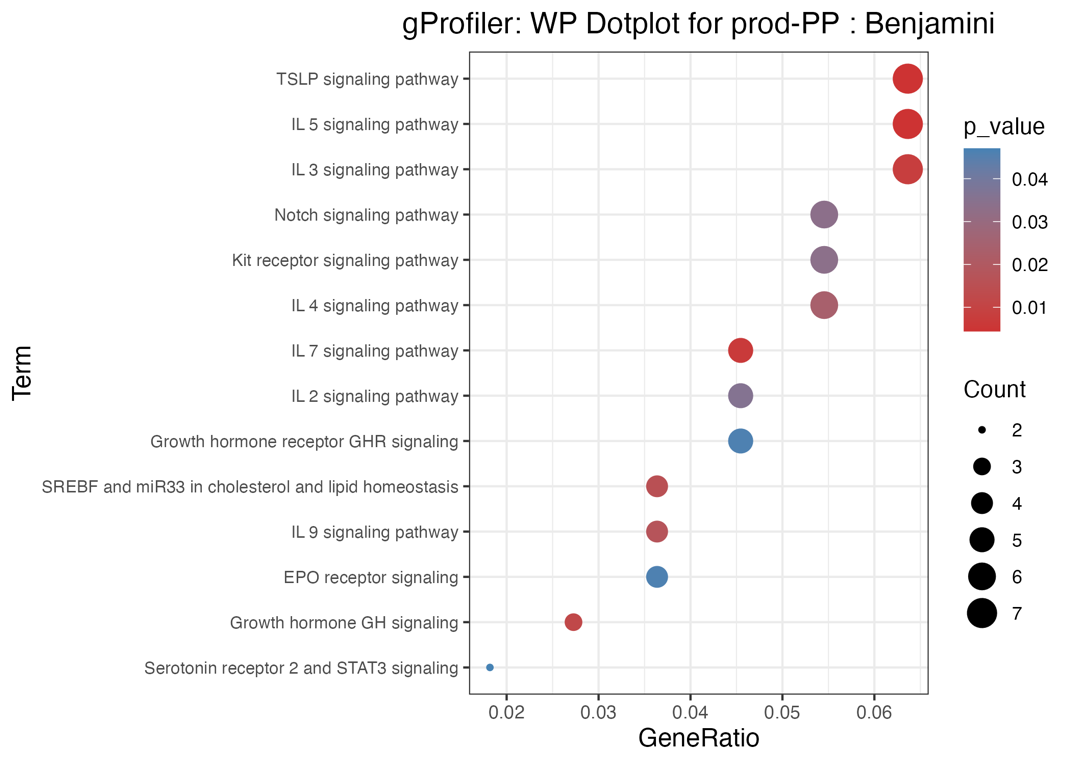 gProfiler: WP Dotplot for prod-PP : Benjamini
Term
TSLP signaling pathway
IL 5 signaling pathway
IL 3 signaling pathway
Notch signaling pathway
Kit receptor signaling pathway
IL 4 signaling pathway
IL 7 signaling pathway
IL 2 signaling pathway
Growth hormone receptor GHR signaling
SREBF and miR33 in cholesterol and lipid homeostasis
IL 9 signaling pathway
EPO receptor signaling
Growth hormone GH signaling
Serotonin receptor 2 and STAT3 signaling
0.02 0.03 0.04 0.05 0.06
GeneRatio
p_value
0.04
0.03
0.02
0.01
Count
2
3
4
5
6
7